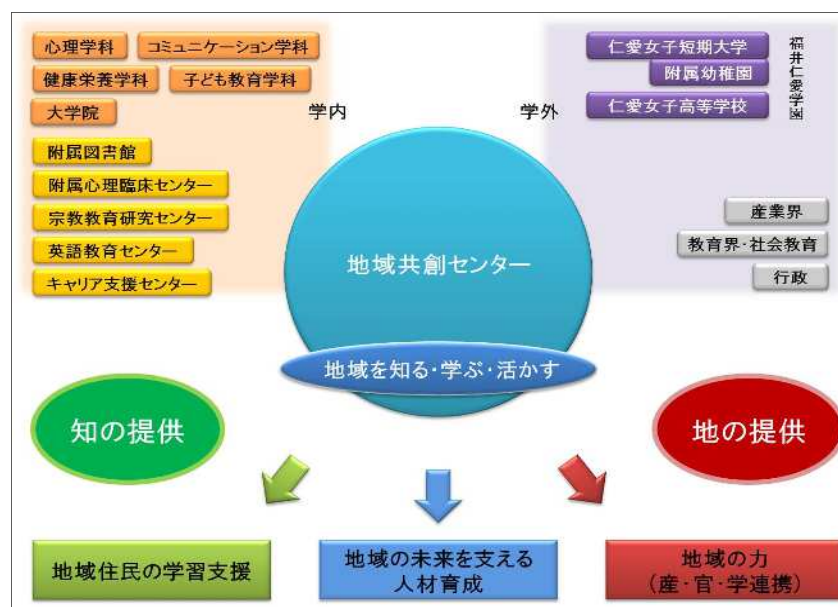 心理学科
コミュニケーション学科
健康栄養学科
子ども教育学科
大学院
附属図書館
附属心理臨床センター
宗教教育研究センター
英語教育センター
キャリア支援センター
学内
学外
仁愛女子短期大学
附属幼稚園
仁愛女子高等学校
福井仁愛学園
産業界
教育界・社会教育
行政
地域共創センター
地域を知る・学ぶ・活かす
知の提供
地の提供
地域住民の学習支援
地域の未来を支える
人材育成
地域の力
(産・官・学連携)